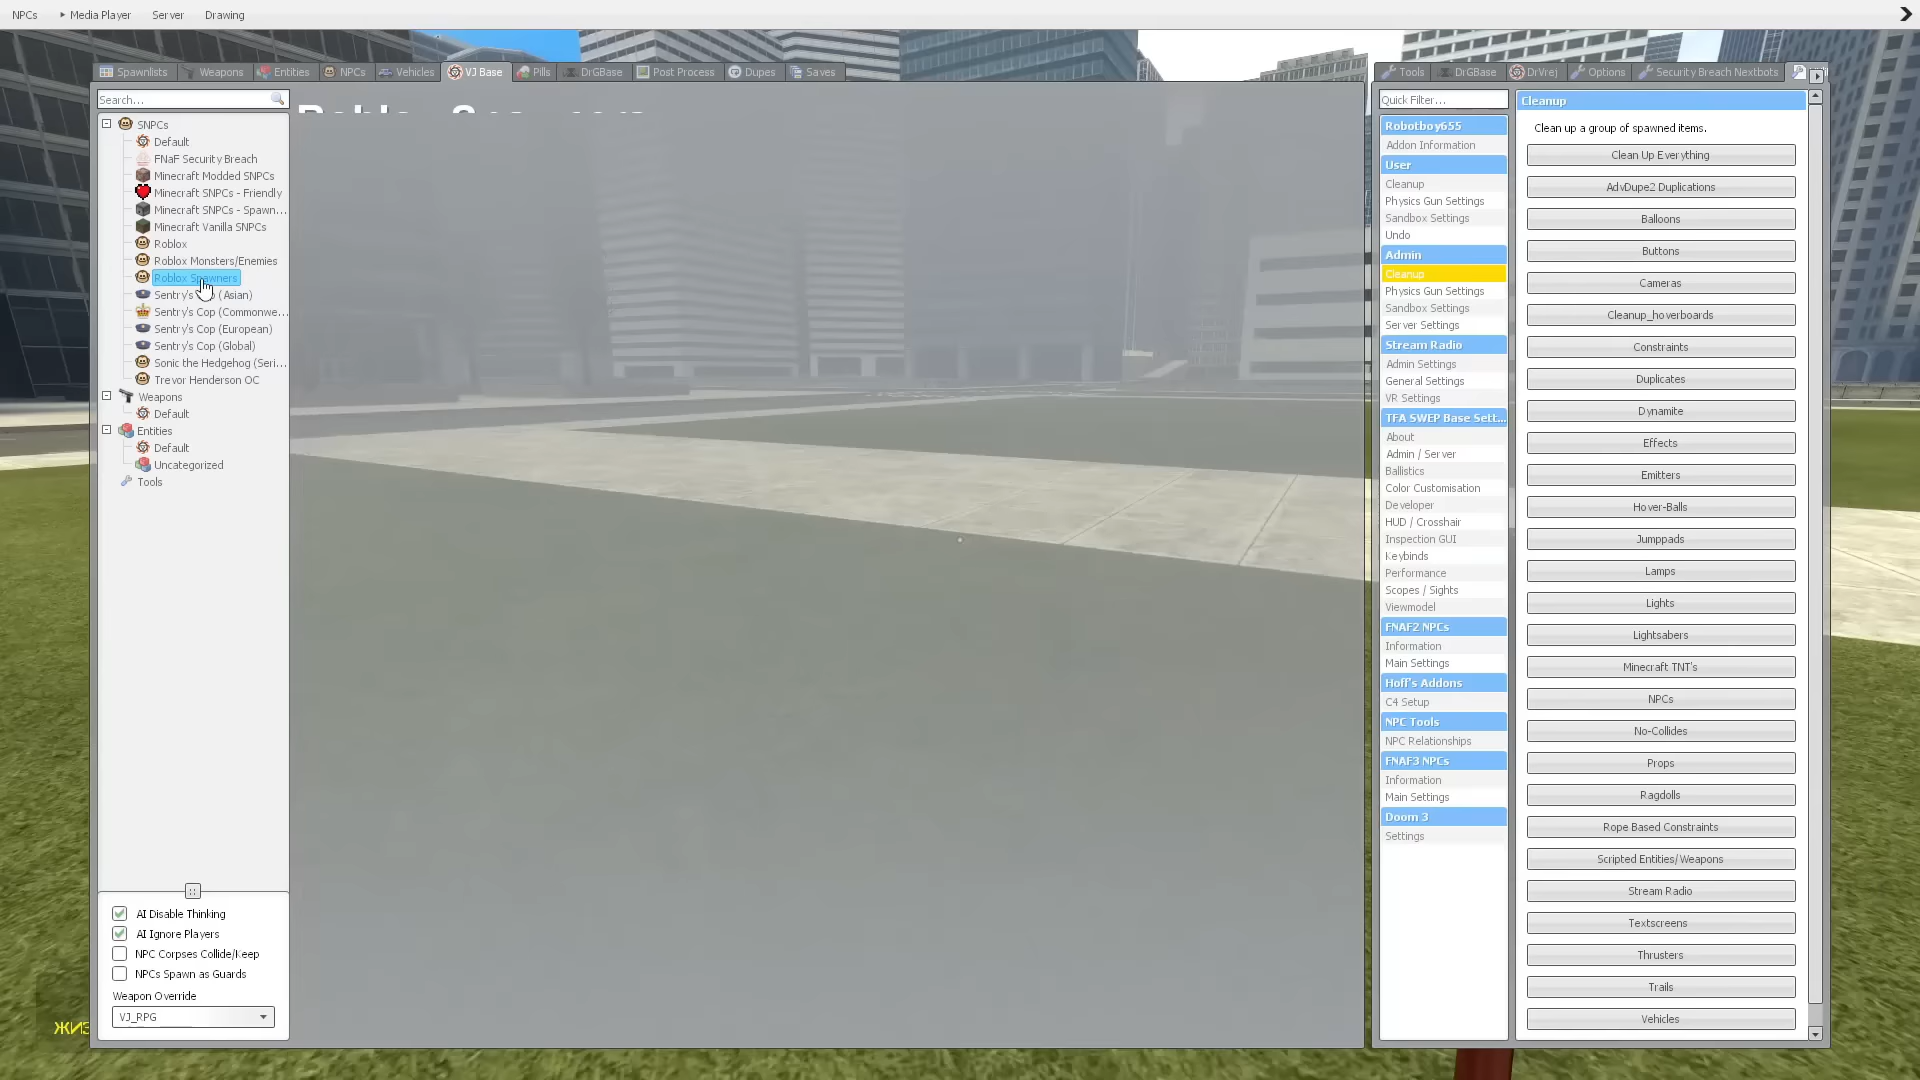 NPCs
Media Player
Server
Drawing
Spawnlists
Weapons
Entities
NPCs
Vehicles
VJ Base
Pills
DrGBase
Post Process
Dupes
Saves
Search...
SNPCs
Default
FNaF Security Breach
Minecraft Modded SNPCs
Minecraft SNPCs - Friendly
Minecraft SNPCs - Spawn...
Minecraft Vanilla SNPCs
Roblox
Roblox Monsters/Enemies
Roblox Spawners
Sentry's Cop (Asian)
Sentry's Cop (Commonwe...
Sentry's Cop (European)
Sentry's Cop (Global)
Sonic the Hedgehog (Seri...
Trevor Henderson OC
Weapons
Default
Entities
Default
Uncategorized
Tools
AI Disable Thinking
AI Ignore Players
NPC Corpses Collide/Keep
NPCs Spawn as Guards
Weapon Override
VJ_RPG
Roblox Spawners
Tools
DrGBase
DrVrej
Options
Security Breach Nextbots
Quick Filter...
Robotboy655
Addon Information
User
Cleanup
Physics Gun Settings
Sandbox Settings
Undo
Admin
Cleanup
Physics Gun Settings
Sandbox Settings
Server Settings
Stream Radio
Admin Settings
General Settings
VR Settings
TFA SWEP Base Sett...
About
Admin / Server
Ballistics
Color Customisation
Developer
HUD / Crosshair
Inspection GUI
Keybinds
Performance
Scopes / Sights
Viewmodel
FNAF2 NPCs
Information
Main Settings
Hoff's Addons
C4 Setup
NPC Tools
NPC Relationships
FNAF3 NPCs
Information
Main Settings
Doom 3
Settings
Cleanup
Clean up a group of spawned items.
Clean Up Everything
AdvDupe2 Duplications
Balloons
Buttons
Cameras
Cleanup_hoverboards
Constraints
Duplicates
Dynamite
Effects
Emitters
Hover-Balls
Jumppads
Lamps
Lights
Lightsabers
Minecraft TNT's
NPCs
No-Collides
Props
Ragdolls
Rope Based Constraints
Scripted Entities/Weapons
Stream Radio
Textscreens
Thrusters
Trails
Vehicles